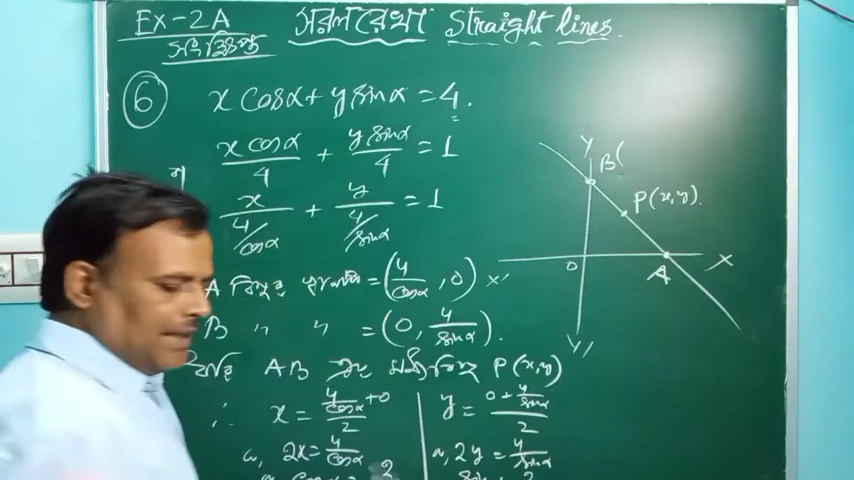 Ex-2A
সরলরেখা Straight lines.
⑥ x cosα + y sinα = 4.
x cosα/4 + y sinα/4 = 1
x/(4/cosα) + y/(4/sinα) = 1
A বিন্দুর = (4/cosα, 0)
B " " = (0, 4/sinα).
AB এর মধ্যবিন্দু P(x,y)
∴ x = (4/cosα + 0)/2
y = (0 + 4/sinα)/2
2x = 4/cosα
2y = 4/sinα
Y
B(
P(x,y).
X'
O
A
X
Y'